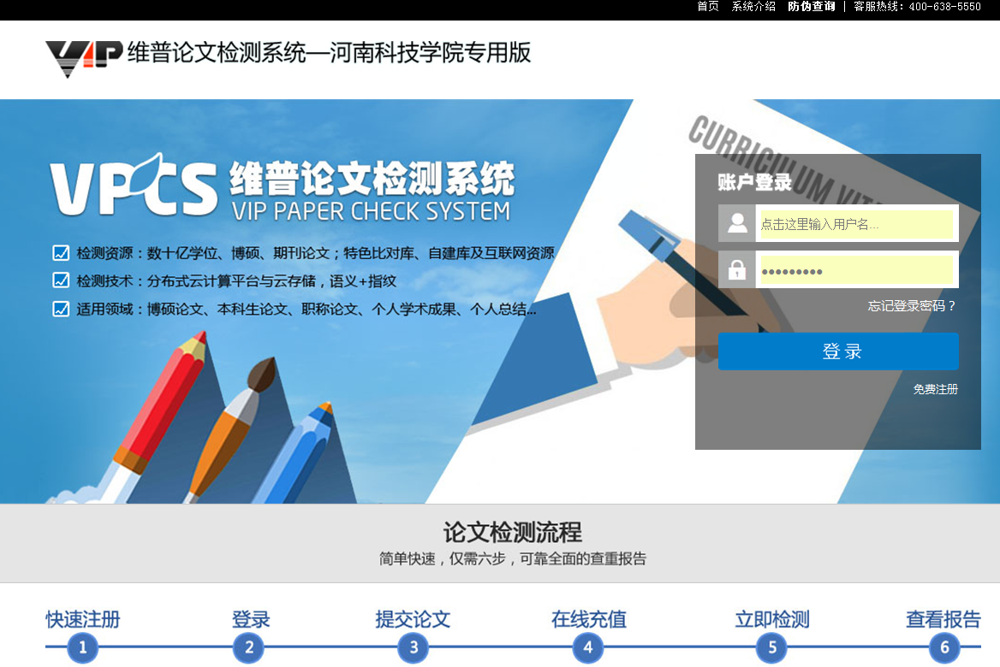 首页 系统介绍 防伪查询 | 客服热线：400-638-5550
VIP 维普论文检测系统—河南科技学院专用版
CURRICULUM VITA
VPCS 维普论文检测系统
VIP PAPER CHECK SYSTEM
检测资源：数十亿学位、博硕、期刊论文；特色比对库、自建库及互联网资源
检测技术：分布式云计算平台与云存储，语义+指纹
适用领域：博硕论文、本科生论文、职称论文、个人学术成果、个人总结...
账户登录
点击这里输入用户名...
●●●●●●●●●
忘记登录密码？
登 录
免费注册
论文检测流程
简单快速，仅需六步，可靠全面的查重报告
快速注册 登录 提交论文 在线充值 立即检测 查看报告
1 2 3 4 5 6